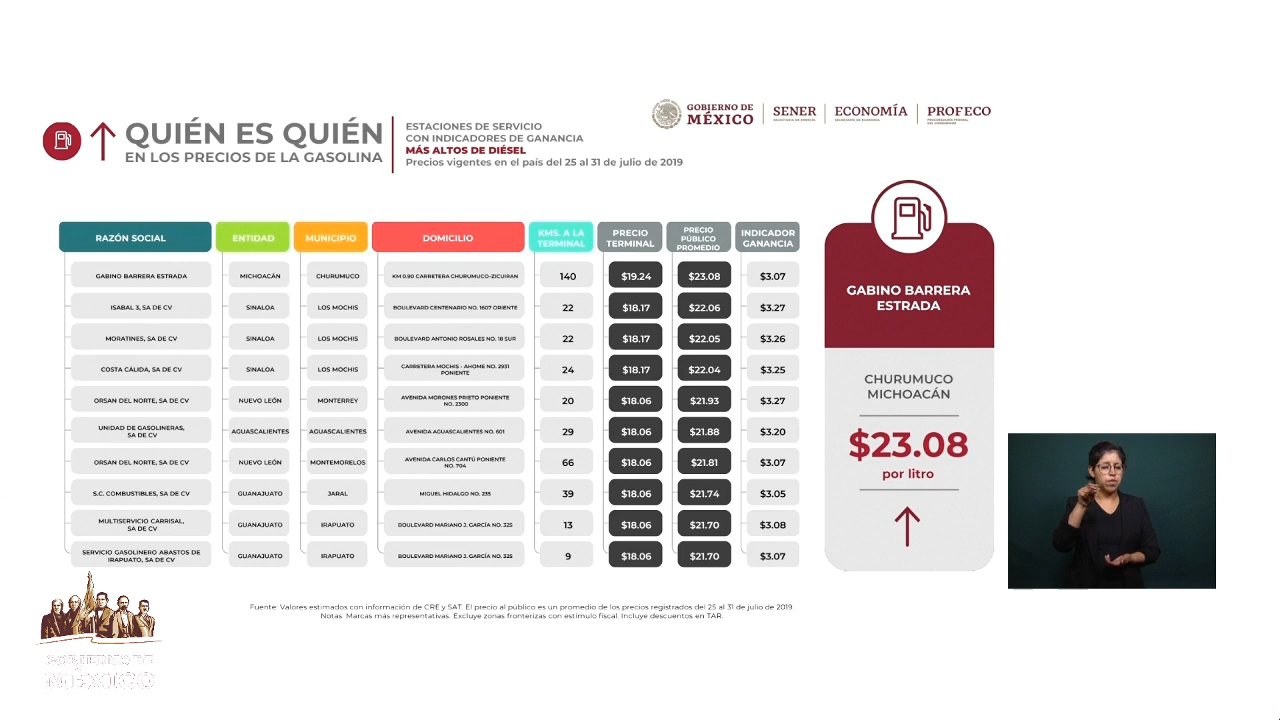 GOBIERNO DE
MÉXICO
SENER
SECRETARÍA DE ENERGÍA
ECONOMÍA
SECRETARÍA DE ECONOMÍA
PROFECO
PROCURADURÍA FEDERAL
DEL CONSUMIDOR
QUIÉN ES QUIÉN
EN LOS PRECIOS DE LA GASOLINA
ESTACIONES DE SERVICIO
CON INDICADORES DE GANANCIA
MÁS ALTOS DE DIÉSEL
Precios vigentes en el país del 25 al 31 de julio de 2019
RAZÓN SOCIAL ENTIDAD MUNICIPIO DOMICILIO KMS. A LA TERMINAL PRECIO TERMINAL PRECIO PÚBLICO PROMEDIO INDICADOR GANANCIA
GABINO BARRERA ESTRADA MICHOACÁN CHURUMUCO KM 0.90 CARRETERA CHURUMUCO-ZICUIRAN 140 $19.24 $23.08 $3.07
ISABAL 3, SA DE CV SINALOA LOS MOCHIS BOULEVARD CENTENARIO NO. 1607 ORIENTE 22 $18.17 $22.06 $3.27
MORATINES, SA DE CV SINALOA LOS MOCHIS BOULEVARD ANTONIO ROSALES NO. 18 SUR 22 $18.17 $22.05 $3.26
COSTA CÁLIDA, SA DE CV SINALOA LOS MOCHIS CARRETERA MOCHIS - AHOME NO. 2931 PONIENTE 24 $18.17 $22.04 $3.25
ORSAN DEL NORTE, SA DE CV NUEVO LEÓN MONTERREY AVENIDA MORONES PRIETO PONIENTE NO. 2300 20 $18.06 $21.93 $3.27
UNIDAD DE GASOLINERAS, SA DE CV AGUASCALIENTES AGUASCALIENTES AVENIDA AGUASCALIENTES NO. 601 29 $18.06 $21.88 $3.20
ORSAN DEL NORTE, SA DE CV NUEVO LEÓN MONTEMORELOS AVENIDA CARLOS CANTÚ PONIENTE NO. 704 66 $18.06 $21.81 $3.07
S.C. COMBUSTIBLES, SA DE CV GUANAJUATO JARAL MIGUEL HIDALGO NO. 235 39 $18.06 $21.74 $3.05
MULTISERVICIO CARRISAL, SA DE CV GUANAJUATO IRAPUATO BOULEVARD MARIANO J. GARCÍA NO. 325 13 $18.06 $21.70 $3.08
SERVICIO GASOLINERO ABASTOS DE IRAPUATO, SA DE CV GUANAJUATO IRAPUATO BOULEVARD MARIANO J. GARCÍA NO. 325 9 $18.06 $21.70 $3.07
GABINO BARRERA
ESTRADA
CHURUMUCO
MICHOACÁN
$23.08
por litro
Fuente: Valores estimados con información de CRE y SAT. El precio al público es un promedio de los precios registrados del 25 al 31 de julio de 2019.
Notas: Marcas más representativas. Excluye zonas fronterizas con estímulo fiscal. Incluye descuentos en TAR.
GOBIERNO DE
MÉXICO